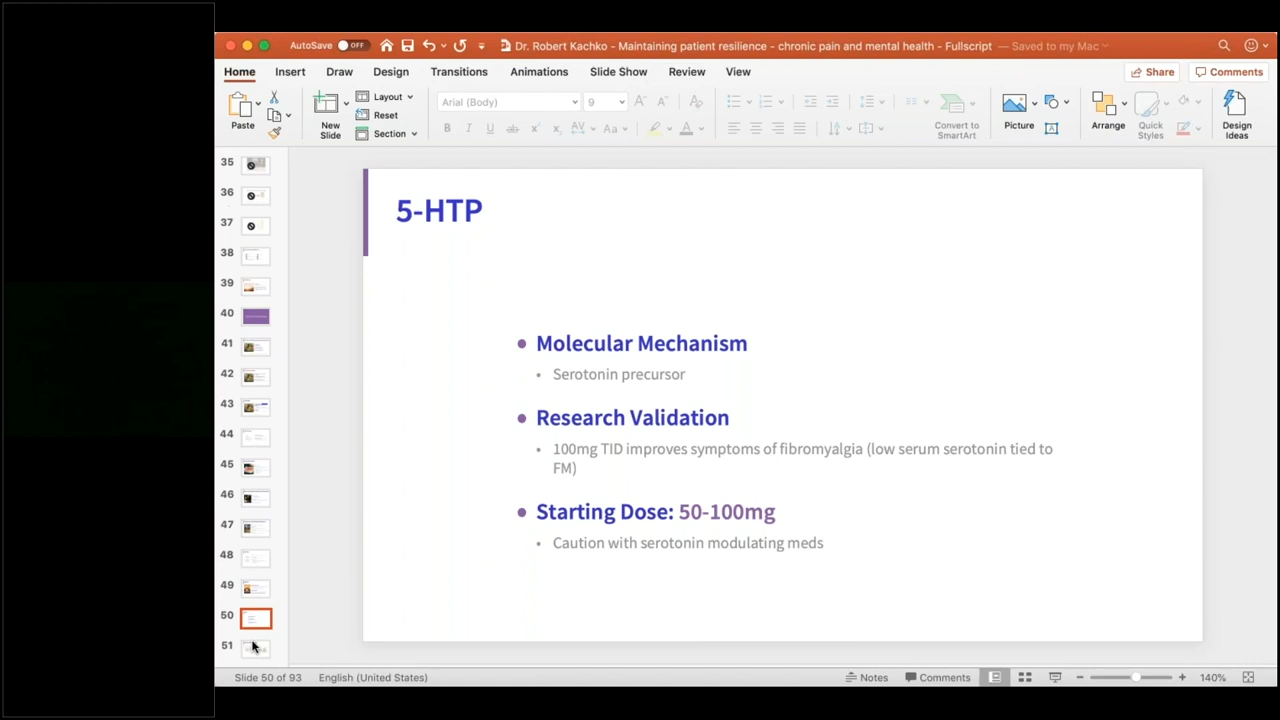 AutoSave OFF Dr. Robert Kachko - Maintaining patient resilience - chronic pain and mental health - Fullscript — Saved to my Mac
Home Insert Draw Design Transitions Animations Slide Show Review View Share Comments
Paste
New Slide
Layout
Reset
Section
Arial (Body) 9
Convert to SmartArt
Picture
Arrange
Quick Styles
Design Ideas
35
36
37
38
39
40
41
42
43
44
45
46
47
48
49
50
51
5-HTP
Molecular Mechanism
Serotonin precursor
Research Validation
100mg TID improves symptoms of fibromyalgia (low serum serotonin tied to
FM)
Starting Dose: 50-100mg
Caution with serotonin modulating meds
Slide 50 of 93 English (United States) Notes Comments 140%